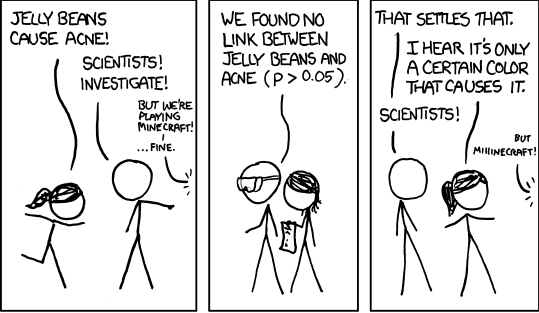 JELLY BEANS
CAUSE ACNE!
SCIENTISTS!
INVESTIGATE!
BUT WE'RE
PLAYING
MINECRAFT!
...FINE.
WE FOUND NO
LINK BETWEEN
JELLY BEANS AND
ACNE (P > 0.05).
THAT SETTLES THAT.
I HEAR IT'S ONLY
A CERTAIN COLOR
THAT CAUSES IT.
SCIENTISTS!
BUT
MIIINECRAFT!